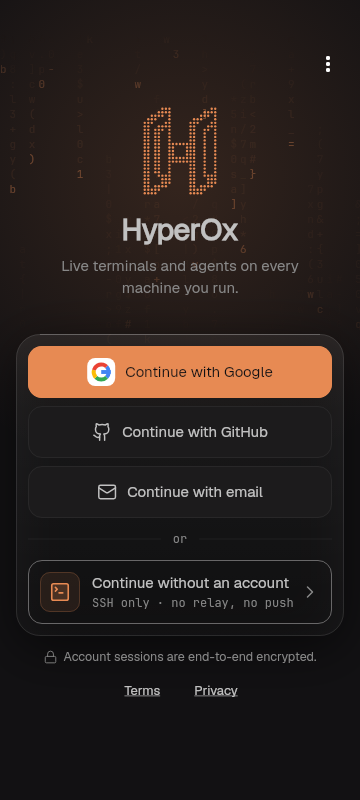 HyperOx
Live terminals and agents on every
machine you run.
Continue with Google
Continue with GitHub
Continue with email
or
Continue without an account
SSH only · no relay, no push
Account sessions are end-to-end encrypted.
Terms
Privacy